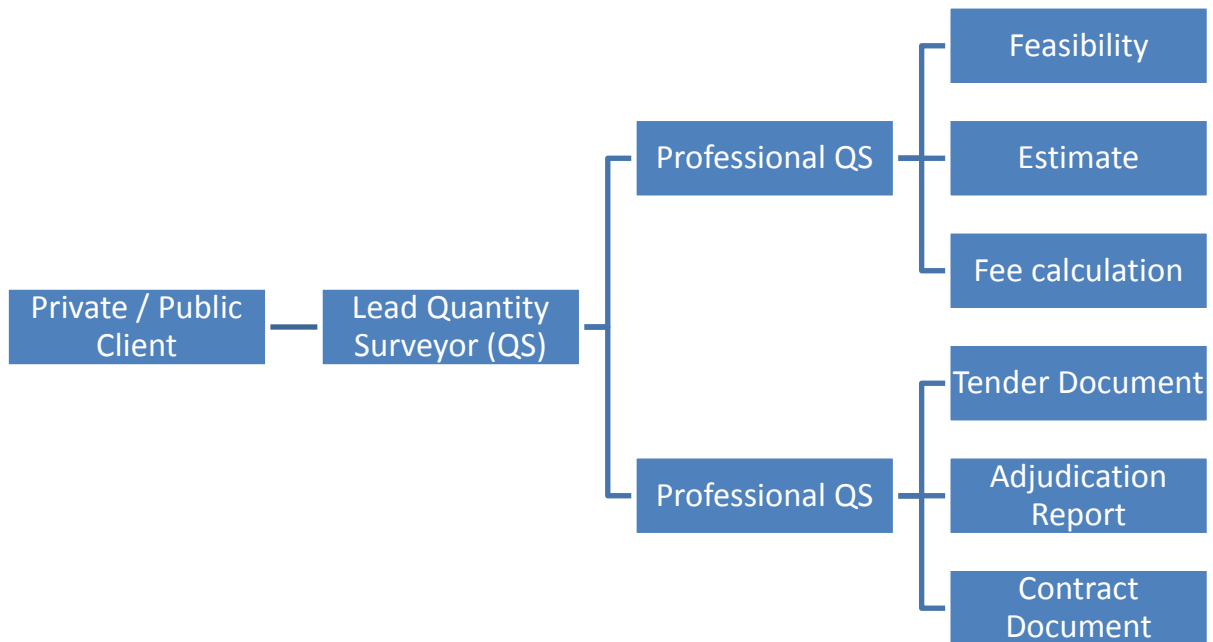 Private / Public
Client
Lead Quantity
Surveyor (QS)
Professional QS
Feasibility
Estimate
Fee calculation
Professional QS
Tender Document
Adjudication
Report
Contract
Document